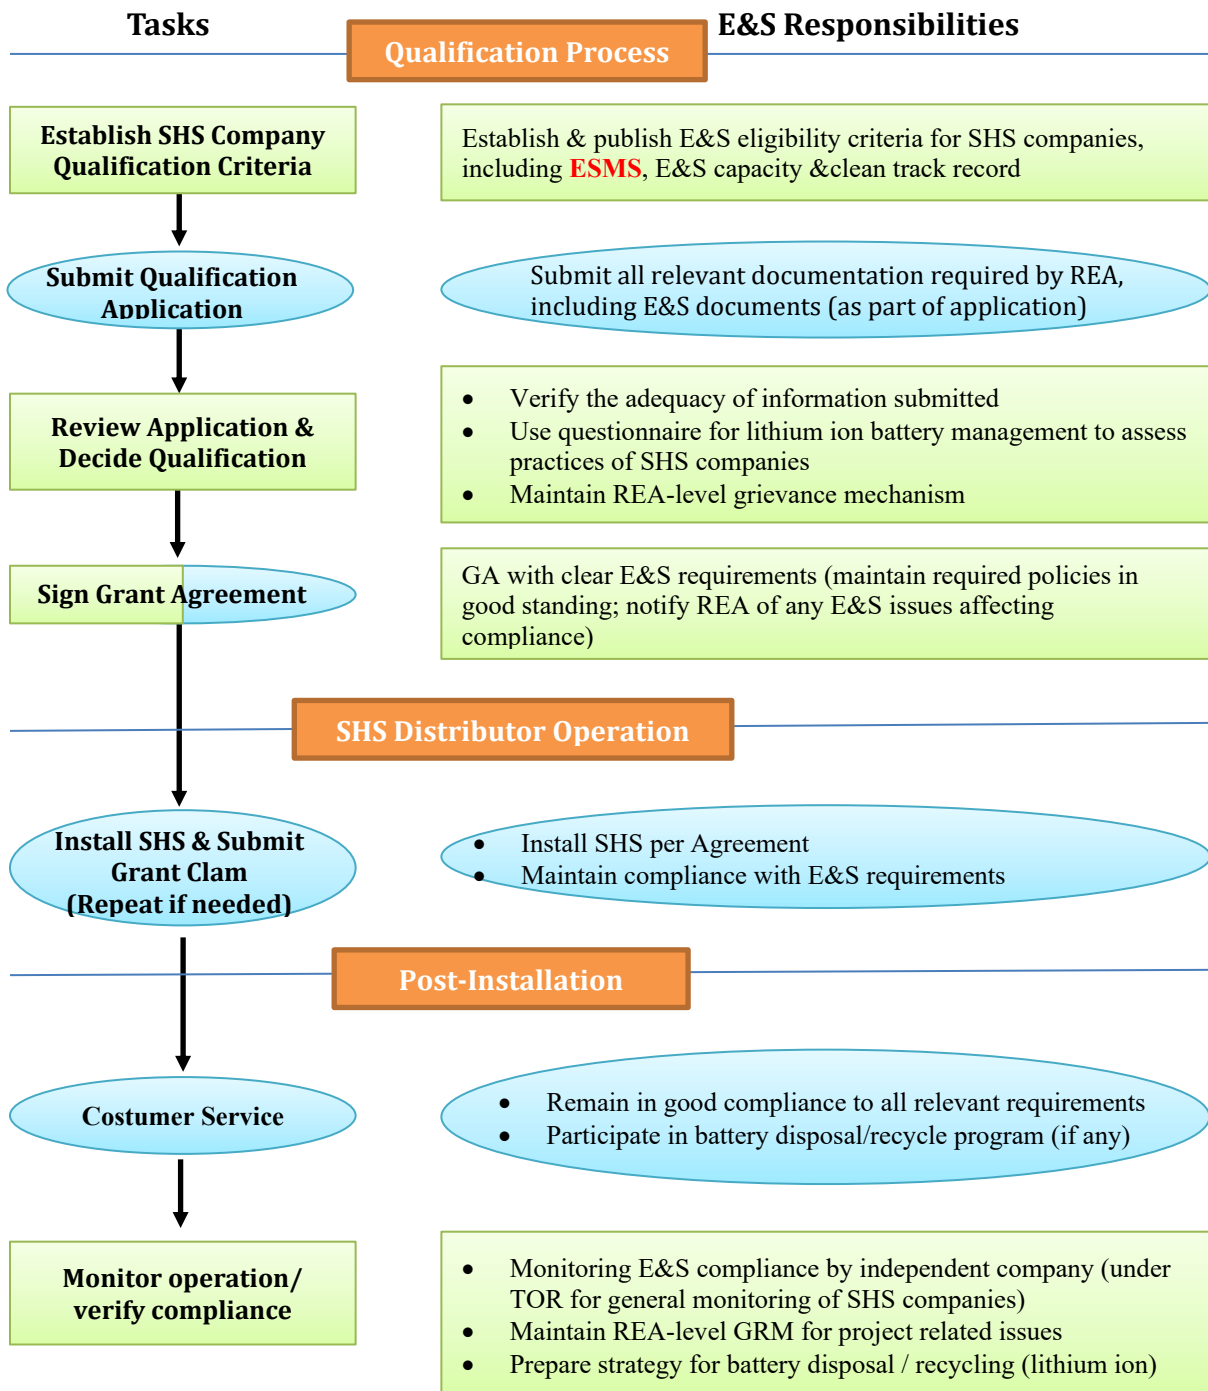 Tasks
E&S Responsibilities
Qualification Process
Establish SHS Company
Qualification Criteria
Establish & publish E&S eligibility criteria for SHS companies,
including ESMS, E&S capacity &clean track record
Submit Qualification
Application
Submit all relevant documentation required by REA,
including E&S documents (as part of application)
Review Application &
Decide Qualification
• Verify the adequacy of information submitted
• Use questionnaire for lithium ion battery management to assess
practices of SHS companies
• Maintain REA-level grievance mechanism
Sign Grant Agreement
GA with clear E&S requirements (maintain required policies in
good standing; notify REA of any E&S issues affecting
compliance)
SHS Distributor Operation
Install SHS & Submit
Grant Clam
(Repeat if needed)
• Install SHS per Agreement
• Maintain compliance with E&S requirements
Post-Installation
Costumer Service
• Remain in good compliance to all relevant requirements
• Participate in battery disposal/recycle program (if any)
Monitor operation/
verify compliance
• Monitoring E&S compliance by independent company (under
TOR for general monitoring of SHS companies)
• Maintain REA-level GRM for project related issues
• Prepare strategy for battery disposal / recycling (lithium ion)